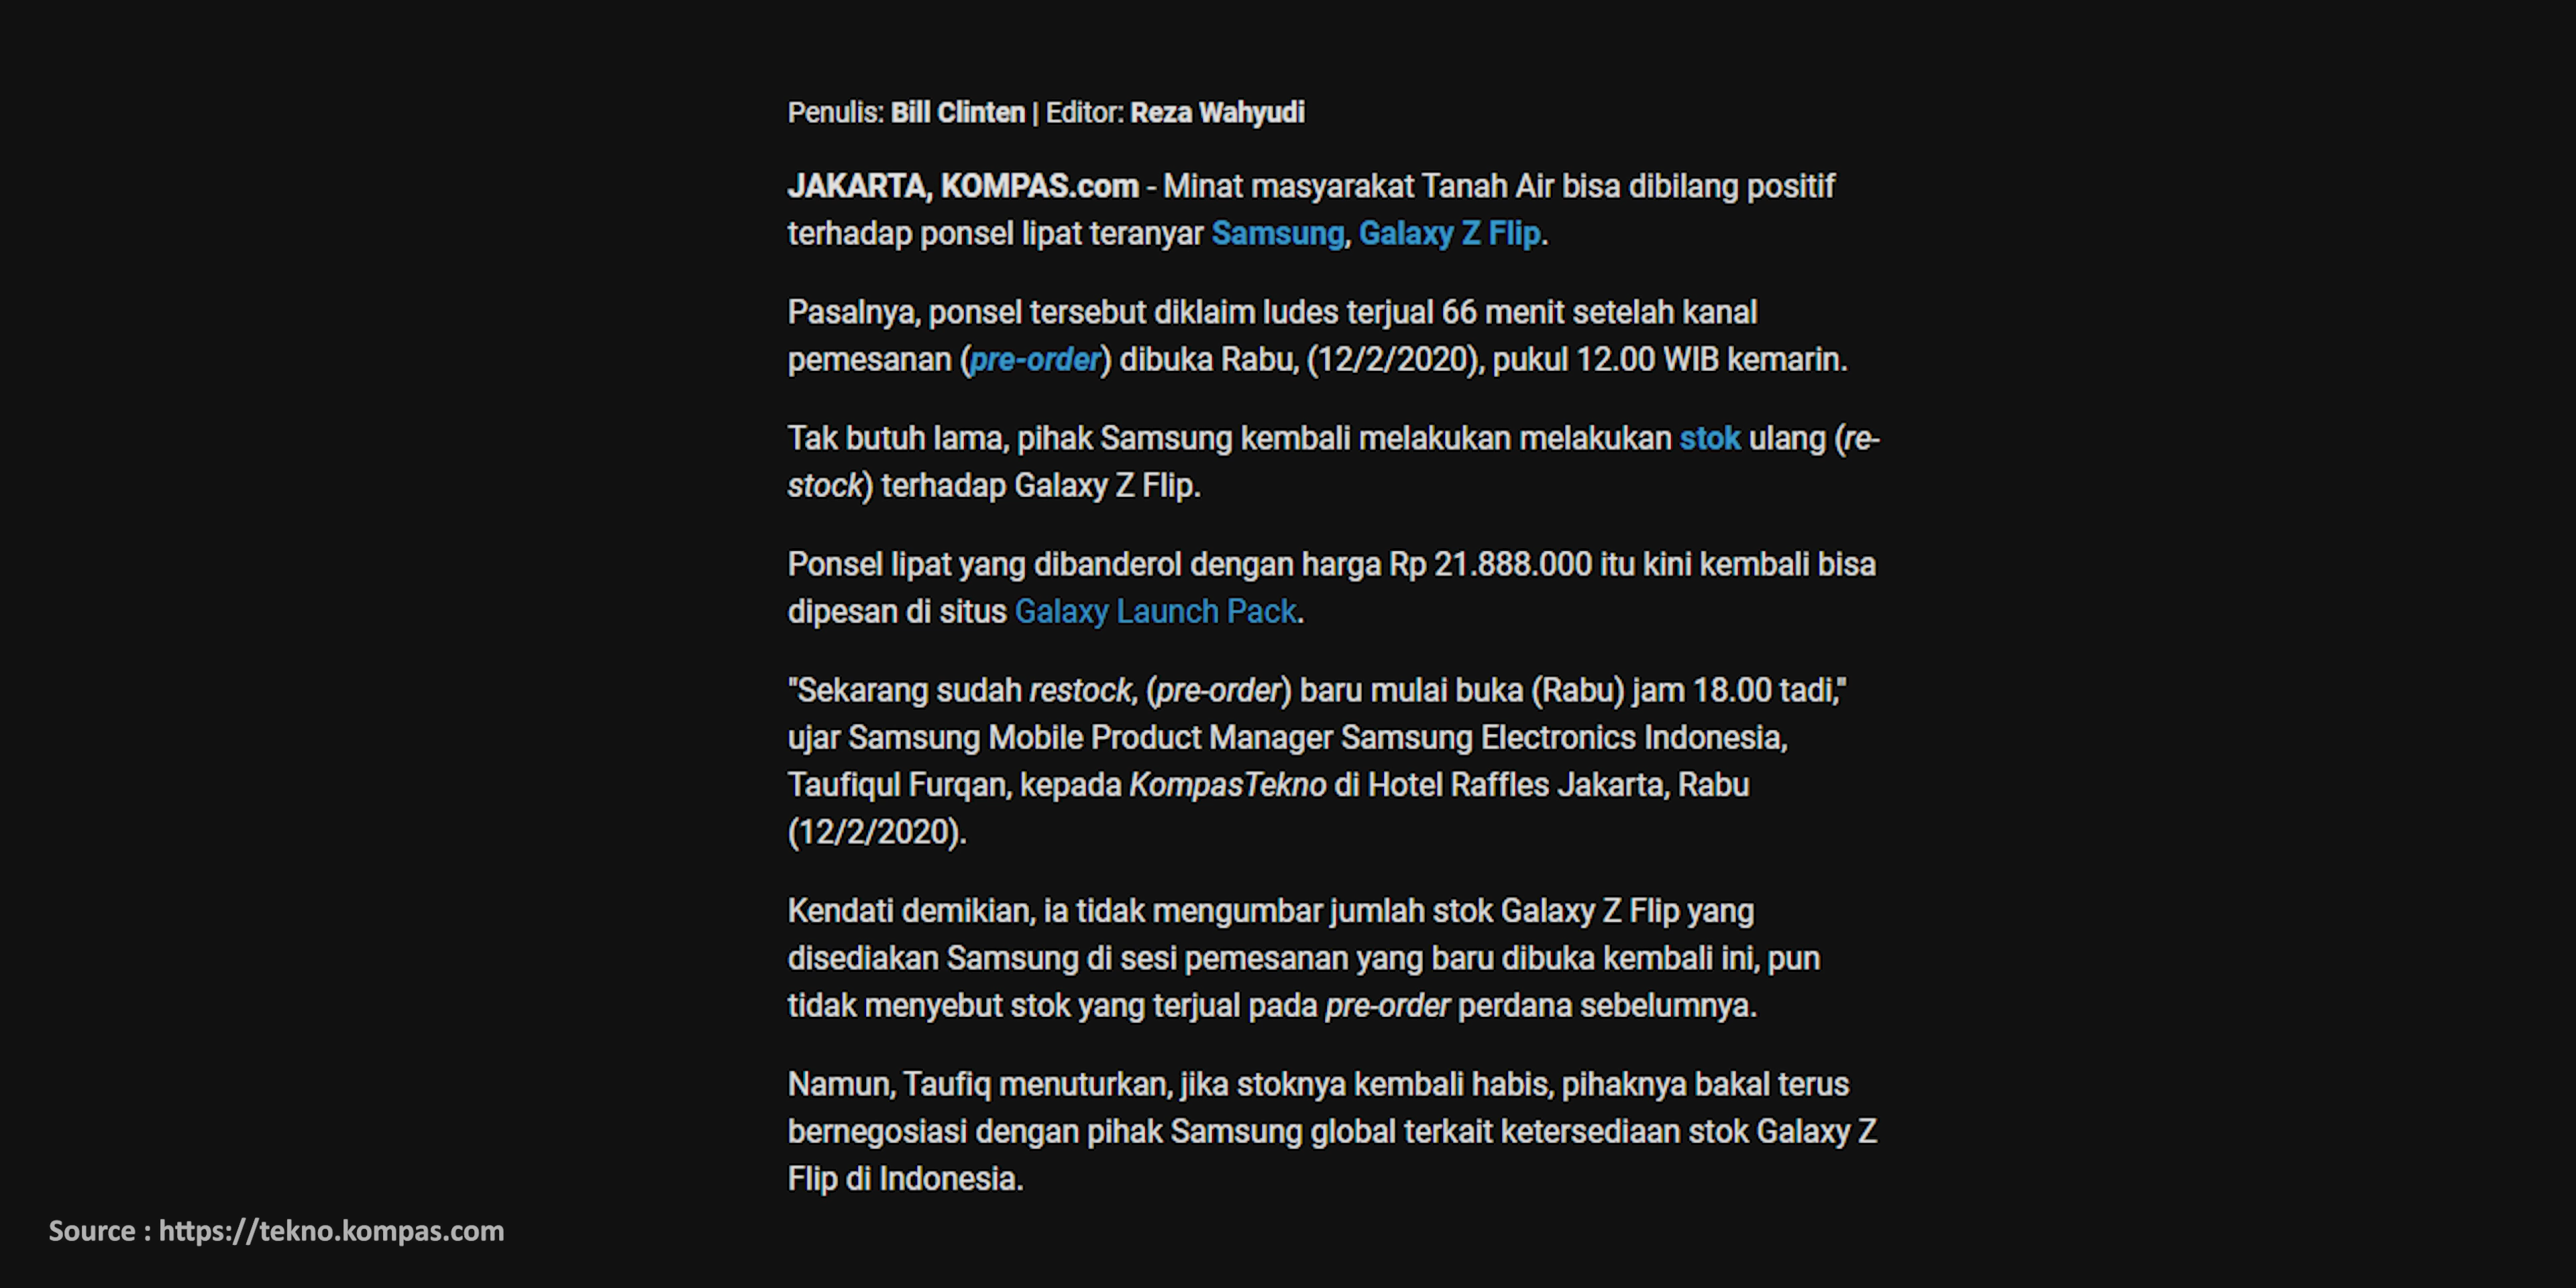 Penulis: Bill Clinten | Editor: Reza Wahyudi
JAKARTA, KOMPAS.com - Minat masyarakat Tanah Air bisa dibilang positif
terhadap ponsel lipat teranyar Samsung, Galaxy Z Flip.
Pasalnya, ponsel tersebut diklaim ludes terjual 66 menit setelah kanal
pemesanan (pre-order) dibuka Rabu, (12/2/2020), pukul 12.00 WIB kemarin.
Tak butuh lama, pihak Samsung kembali melakukan melakukan stok ulang (re-
stock) terhadap Galaxy Z Flip.
Ponsel lipat yang dibanderol dengan harga Rp 21.888.000 itu kini kembali bisa
dipesan di situs Galaxy Launch Pack.
"Sekarang sudah restock, (pre-order) baru mulai buka (Rabu) jam 18.00 tadi,"
ujar Samsung Mobile Product Manager Samsung Electronics Indonesia,
Taufiqul Furqan, kepada KompasTekno di Hotel Raffles Jakarta, Rabu
(12/2/2020).
Kendati demikian, ia tidak mengumbar jumlah stok Galaxy Z Flip yang
disediakan Samsung di sesi pemesanan yang baru dibuka kembali ini, pun
tidak menyebut stok yang terjual pada pre-order perdana sebelumnya.
Namun, Taufiq menuturkan, jika stoknya kembali habis, pihaknya bakal terus
bernegosiasi dengan pihak Samsung global terkait ketersediaan stok Galaxy Z
Flip di Indonesia.
Source : https://tekno.kompas.com